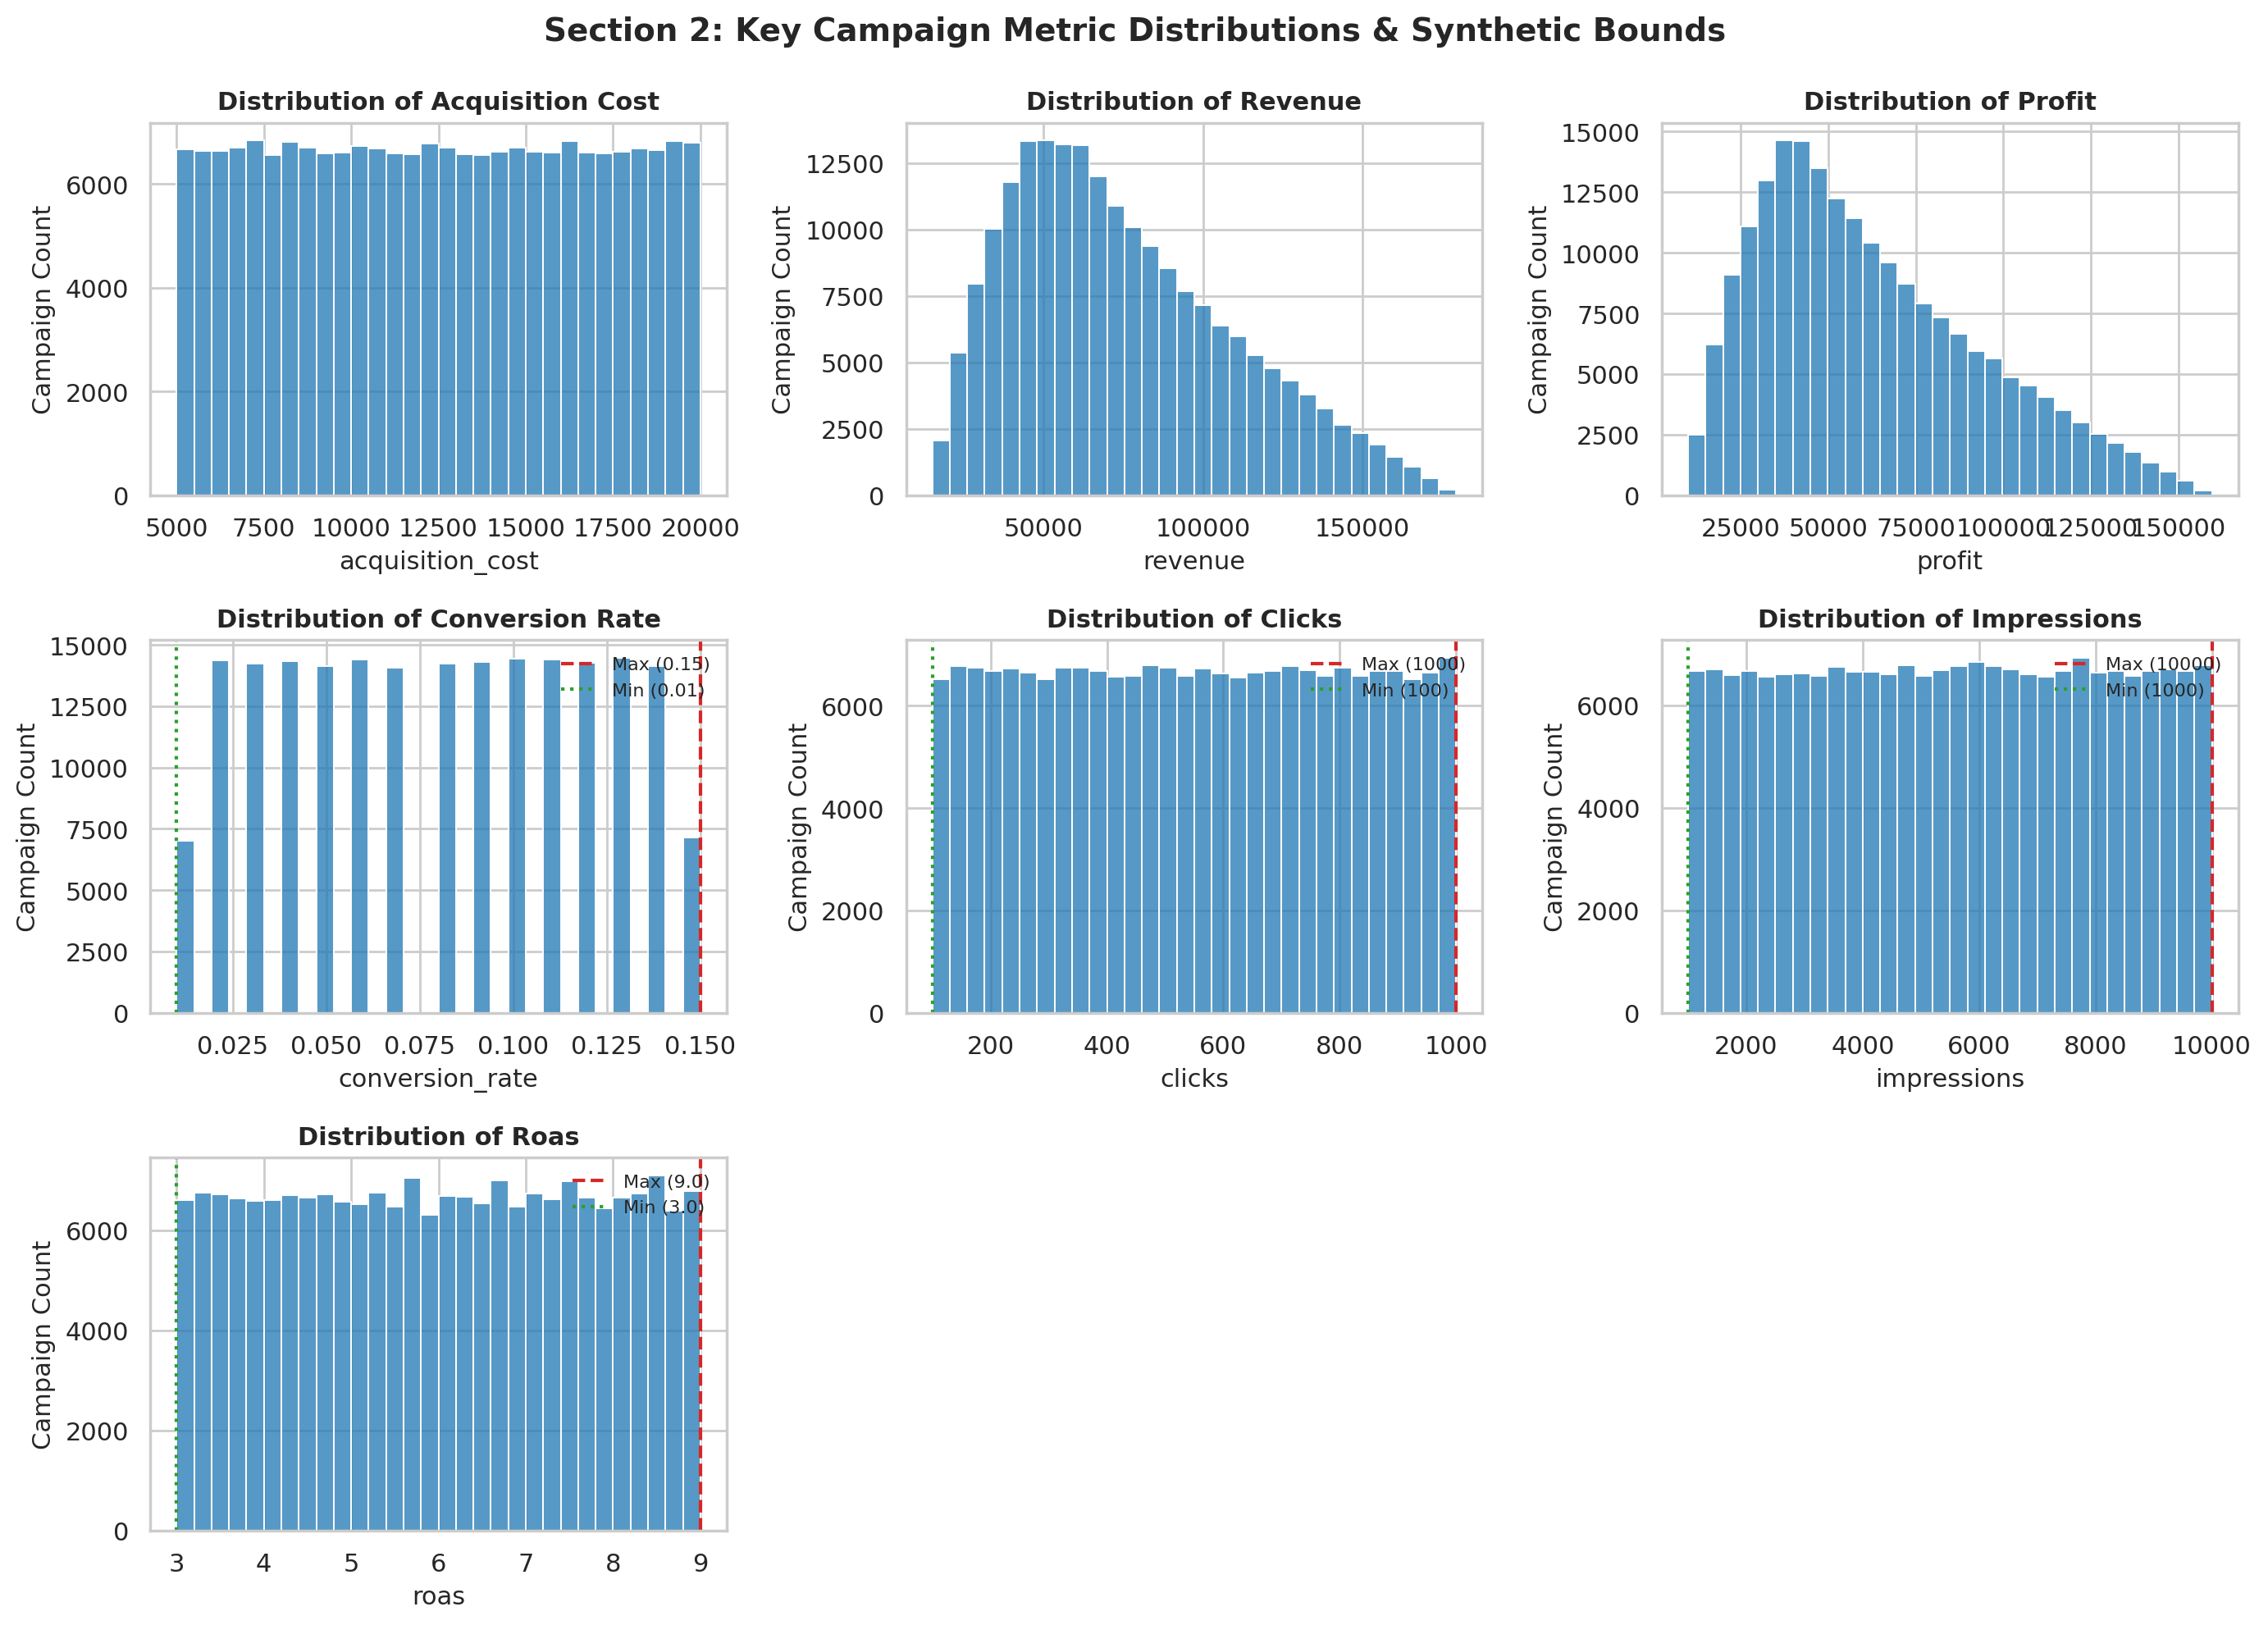 Section 2: Key Campaign Metric Distributions & Synthetic Bounds
Distribution of Acquisition Cost
Campaign Count
6000
4000
2000
0
5000 7500 10000 12500 15000 17500 20000
acquisition_cost
Distribution of Revenue
Campaign Count
12500
10000
7500
5000
2500
0
50000 100000 150000
revenue
Distribution of Profit
Campaign Count
15000
12500
10000
7500
5000
2500
0
25000 50000 75000 100000 125000 150000
profit
Distribution of Conversion Rate
Campaign Count
15000
12500
10000
7500
5000
2500
0
Max (0.15)
Min (0.01)
0.025 0.050 0.075 0.100 0.125 0.150
conversion_rate
Distribution of Clicks
Campaign Count
6000
4000
2000
0
Max (1000)
Min (100)
200 400 600 800 1000
clicks
Distribution of Impressions
Campaign Count
6000
4000
2000
0
Max (10000)
Min (1000)
2000 4000 6000 8000 10000
impressions
Distribution of Roas
Campaign Count
6000
4000
2000
0
Max (9.0)
Min (3.0)
3 4 5 6 7 8 9
roas